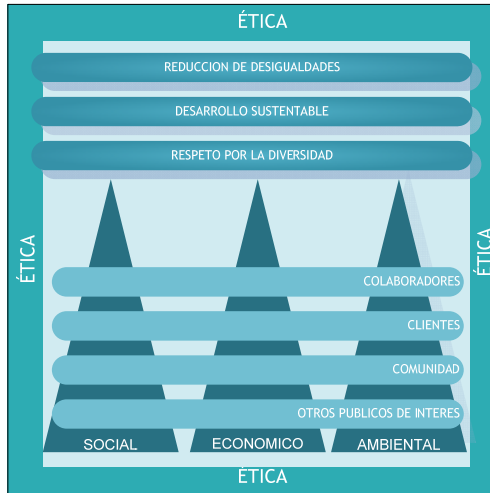 ÉTICA
REDUCCION DE DESIGUALDADES
DESARROLLO SUSTENTABLE
RESPETO POR LA DIVERSIDAD
ÉTICA
ÉTICA
COLABORADORES
CLIENTES
COMUNIDAD
OTROS PUBLICOS DE INTERES
SOCIAL
ECONOMICO
AMBIENTAL
ÉTICA